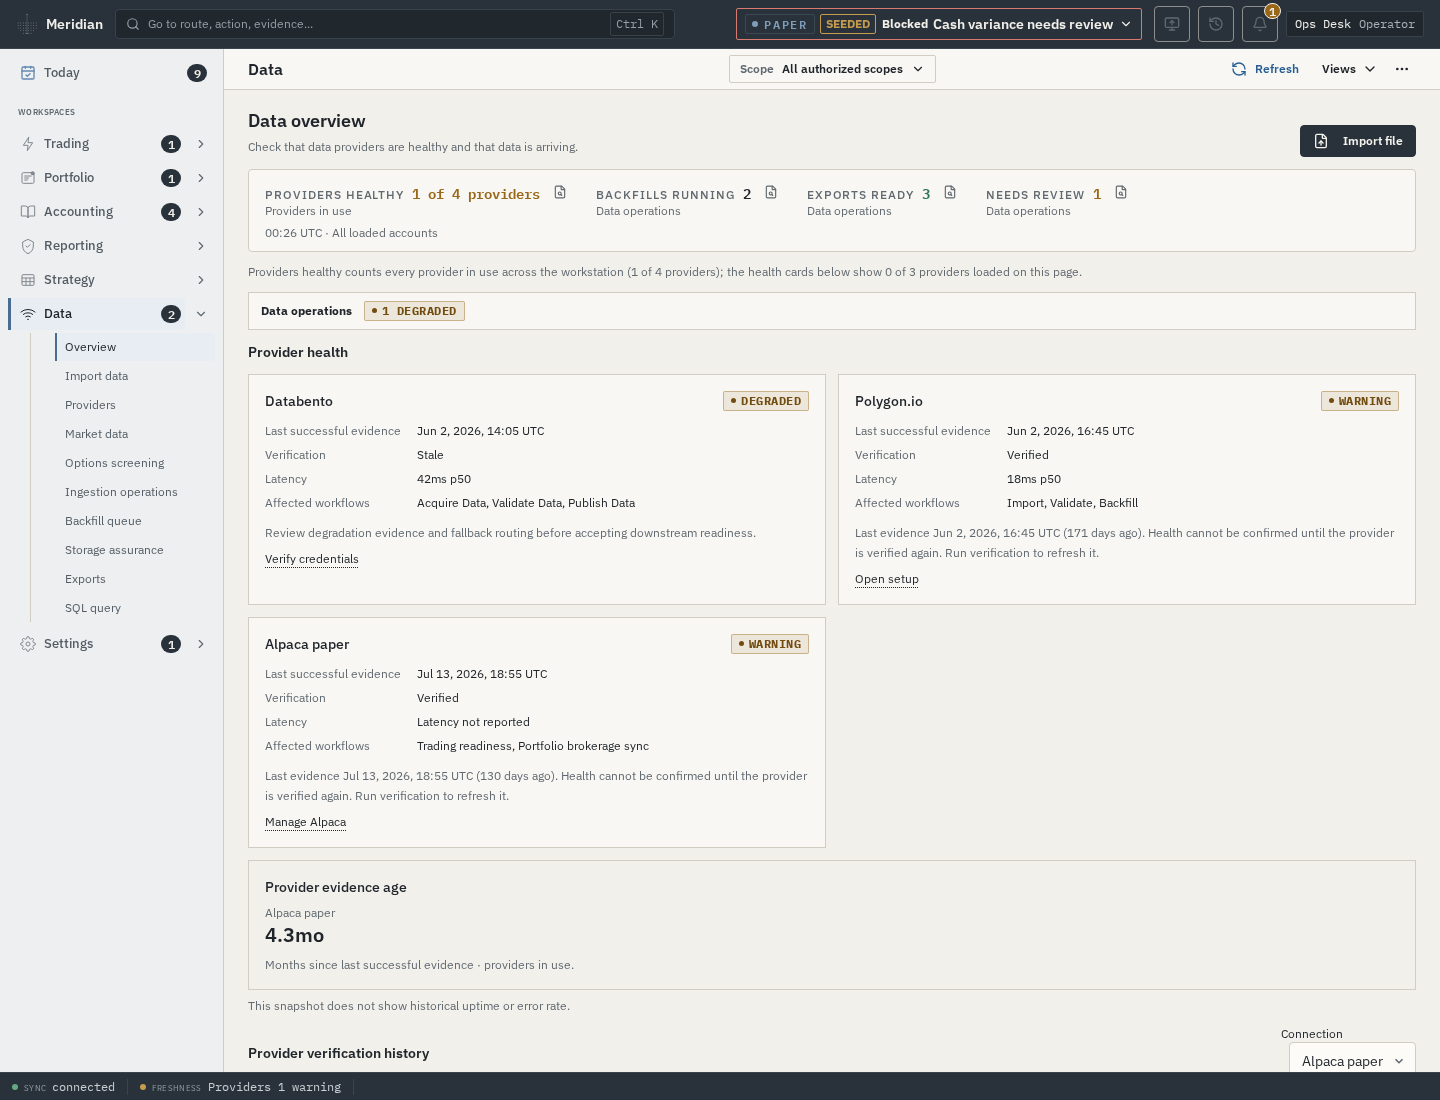 Meridian
Go to route, action, evidence...
Ctrl K
PAPER
SEEDED
Blocked Cash variance needs review
1
Ops Desk Operator
Today
9
WORKSPACES
Trading
1
Portfolio
1
Accounting
4
Reporting
Strategy
Data
2
Overview
Import data
Providers
Market data
Options screening
Ingestion operations
Backfill queue
Storage assurance
Exports
SQL query
Settings
1
Data
Scope All authorized scopes
Refresh
Views
Data overview
Check that data providers are healthy and that data is arriving.
Import file
PROVIDERS HEALTHY 1 of 4 providers
Providers in use
00:26 UTC · All loaded accounts
BACKFILLS RUNNING 2
Data operations
EXPORTS READY 3
Data operations
NEEDS REVIEW 1
Data operations
Providers healthy counts every provider in use across the workstation (1 of 4 providers); the health cards below show 0 of 3 providers loaded on this page.
Data operations
1 DEGRADED
Provider health
Databento
DEGRADED
Last successful evidence Jun 2, 2026, 14:05 UTC
Verification Stale
Latency 42ms p50
Affected workflows Acquire Data, Validate Data, Publish Data
Review degradation evidence and fallback routing before accepting downstream readiness.
Verify credentials
Polygon.io
WARNING
Last successful evidence Jun 2, 2026, 16:45 UTC
Verification Verified
Latency 18ms p50
Affected workflows Import, Validate, Backfill
Last evidence Jun 2, 2026, 16:45 UTC (171 days ago). Health cannot be confirmed until the provider
is verified again. Run verification to refresh it.
Open setup
Alpaca paper
WARNING
Last successful evidence Jul 13, 2026, 18:55 UTC
Verification Verified
Latency Latency not reported
Affected workflows Trading readiness, Portfolio brokerage sync
Last evidence Jul 13, 2026, 18:55 UTC (130 days ago). Health cannot be confirmed until the provider
is verified again. Run verification to refresh it.
Manage Alpaca
Provider evidence age
Alpaca paper
4.3mo
Months since last successful evidence · providers in use.
This snapshot does not show historical uptime or error rate.
Provider verification history
Connection
Alpaca paper
SYNC connected
FRESHNESS Providers 1 warning